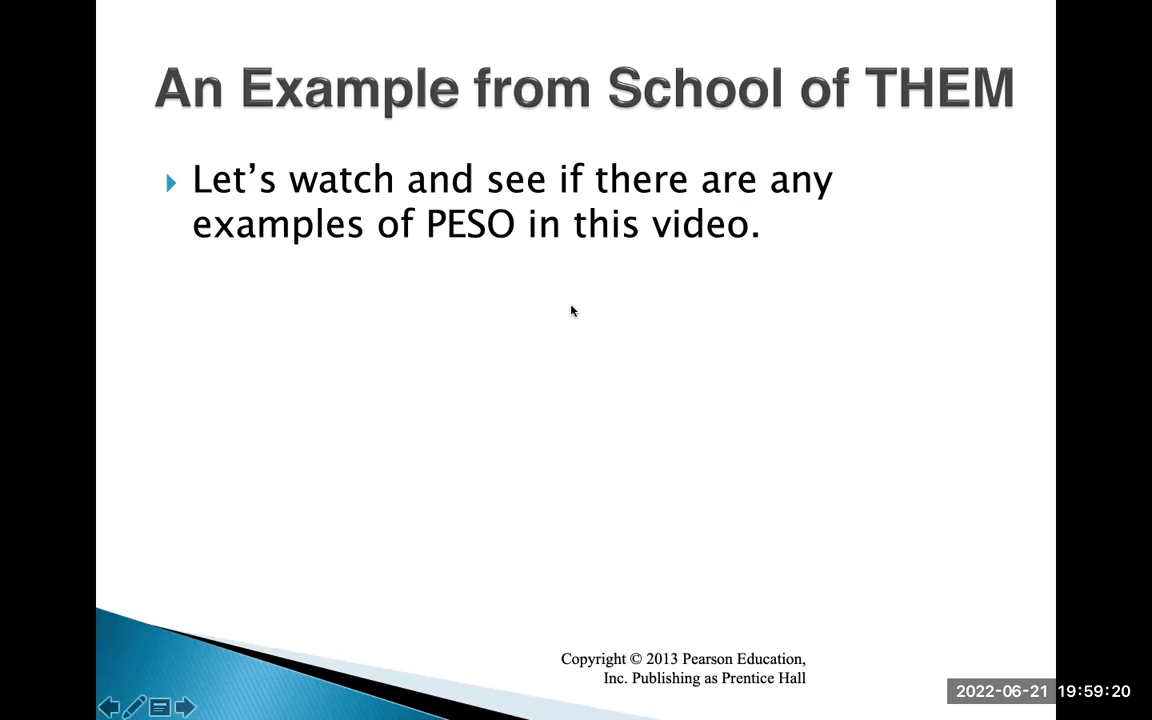 An Example from School of THEM
Let’s watch and see if there are any
examples of PESO in this video.
Copyright © 2013 Pearson Education,
Inc. Publishing as Prentice Hall
2022-06-21 19:59:20